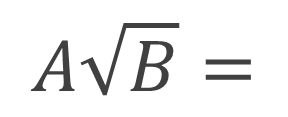 A√B =